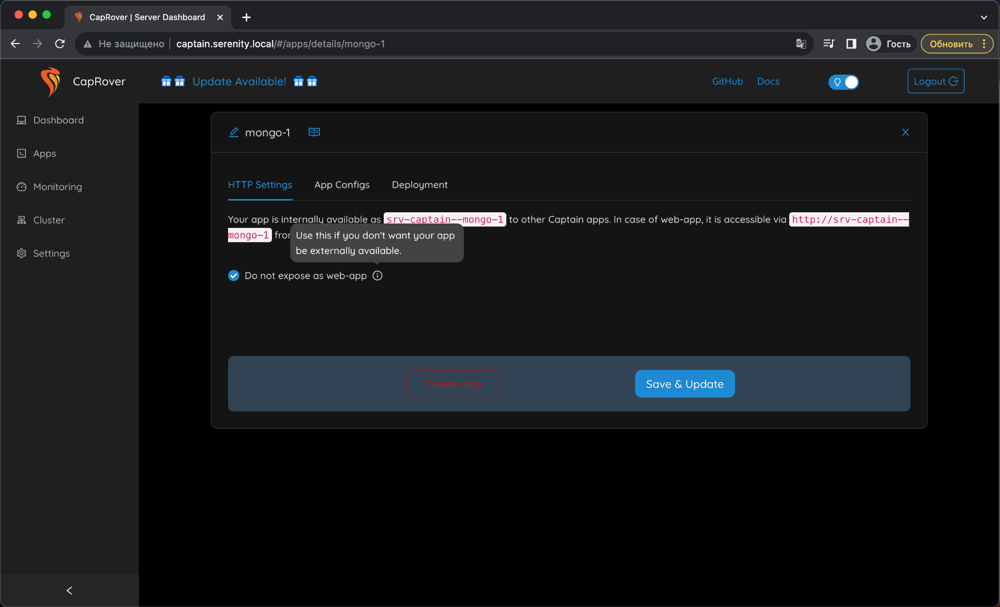 CapRover | Server Dashboard
Не защищено
captain.serenity.local/#/apps/details/mongo-1
Гость
Обновить
CapRover
Update Available!
GitHub
Docs
Logout
Dashboard
Apps
Monitoring
Cluster
Settings
mongo-1
HTTP Settings
App Configs
Deployment
Your app is internally available as srv-captain--mongo-1 to other Captain apps. In case of web-app, it is accessible via http://srv-captain--
mongo-1
Use this if you don't want your app
be externally available.
Do not expose as web-app
Delete App
Save & Update